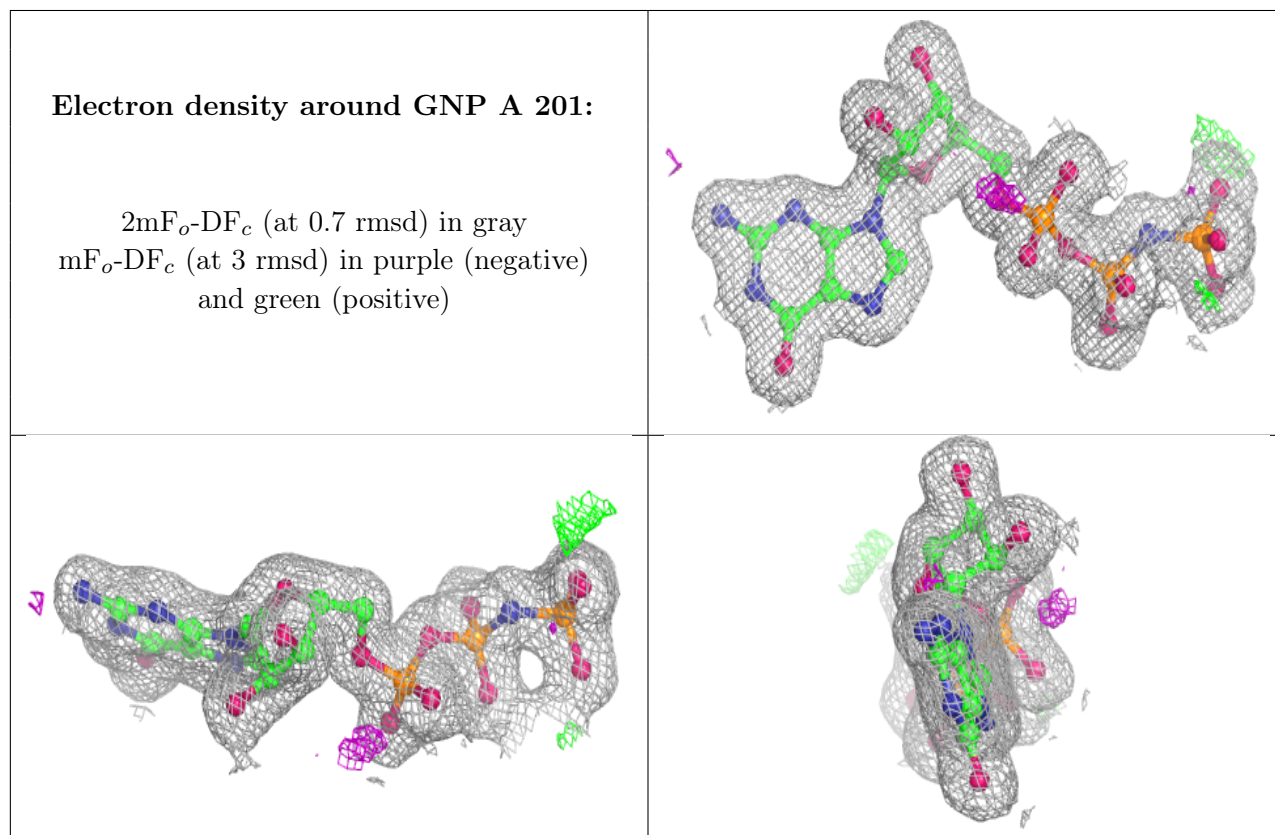 Electron density around GNP A 201:
2mFo-DFc (at 0.7 rmsd) in gray
mFo-DFc (at 3 rmsd) in purple (negative)
and green (positive)